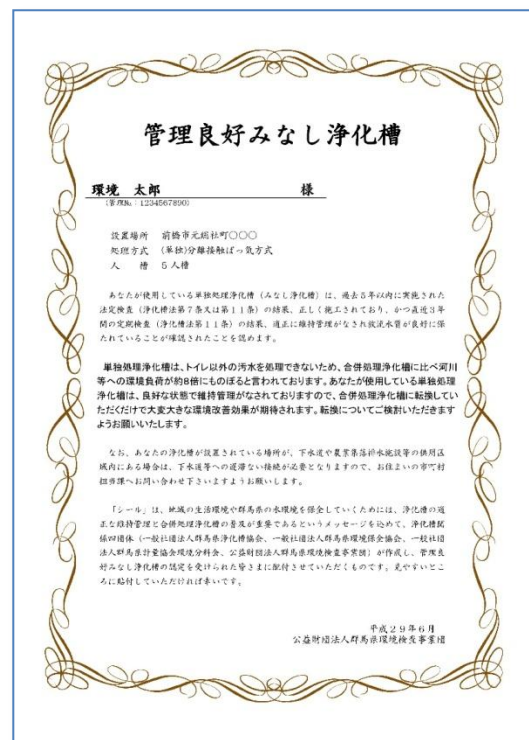 管理良好みなし浄化槽
環境 太郎 様
(管理No.:1234567890)
設置場所 前橋市元総社町○○○
処理方式 (単独)分離接触ばっ気方式
人 槽 5人槽
あなたが使用している単独処理浄化槽(みなし浄化槽)は、過去5年以内に実施された
法定検査(浄化槽法第7条又は第11条)の結果、正しく施工されており、かつ直近3年
間の定期検査(浄化槽法第11条)の結果、適正に維持管理がなされ放流水質が良好に保
たれていることが確認されたことを認めます。
単独処理浄化槽は、トイレ以外の汚水を処理できないため、合併処理浄化槽に比べ河川
等への環境負荷が約8倍にものぼると言われております。あなたが使用している単独処理
浄化槽は、良好な状態で維持管理がなされておりますので、合併処理浄化槽に転換してい
ただくだけで大変大きな環境改善効果が期待されます。転換についてご検討いただきます
ようお願いいたします。
なお、あなたの浄化槽が設置されている場所が、下水道や農業集落排水施設等の供用区
域内にある場合は、下水道等への遅滞ない接続が必要となりますので、お住まいの市町村
担当課へお問い合わせ下さいますようお願いします。
「シール」は、地域の生活環境や群馬県の水環境を保全していくためには、浄化槽の適
正な維持管理と合併処理浄化槽の普及が重要であるというメッセージを込めて、浄化槽関
係四団体(一般社団法人群馬県浄化槽協会、一般社団法人群馬県環境保全協会、一般社団
法人群馬県計量協会環境分科会、公益財団法人群馬県環境検査事業団)が作成し、管理良
好みなし浄化槽の認定を受けられた皆さまに配付させていただくものです。見やすいとこ
ろに貼付していただければ幸いです。
平成29年6月
公益財団法人群馬県環境検査事業団